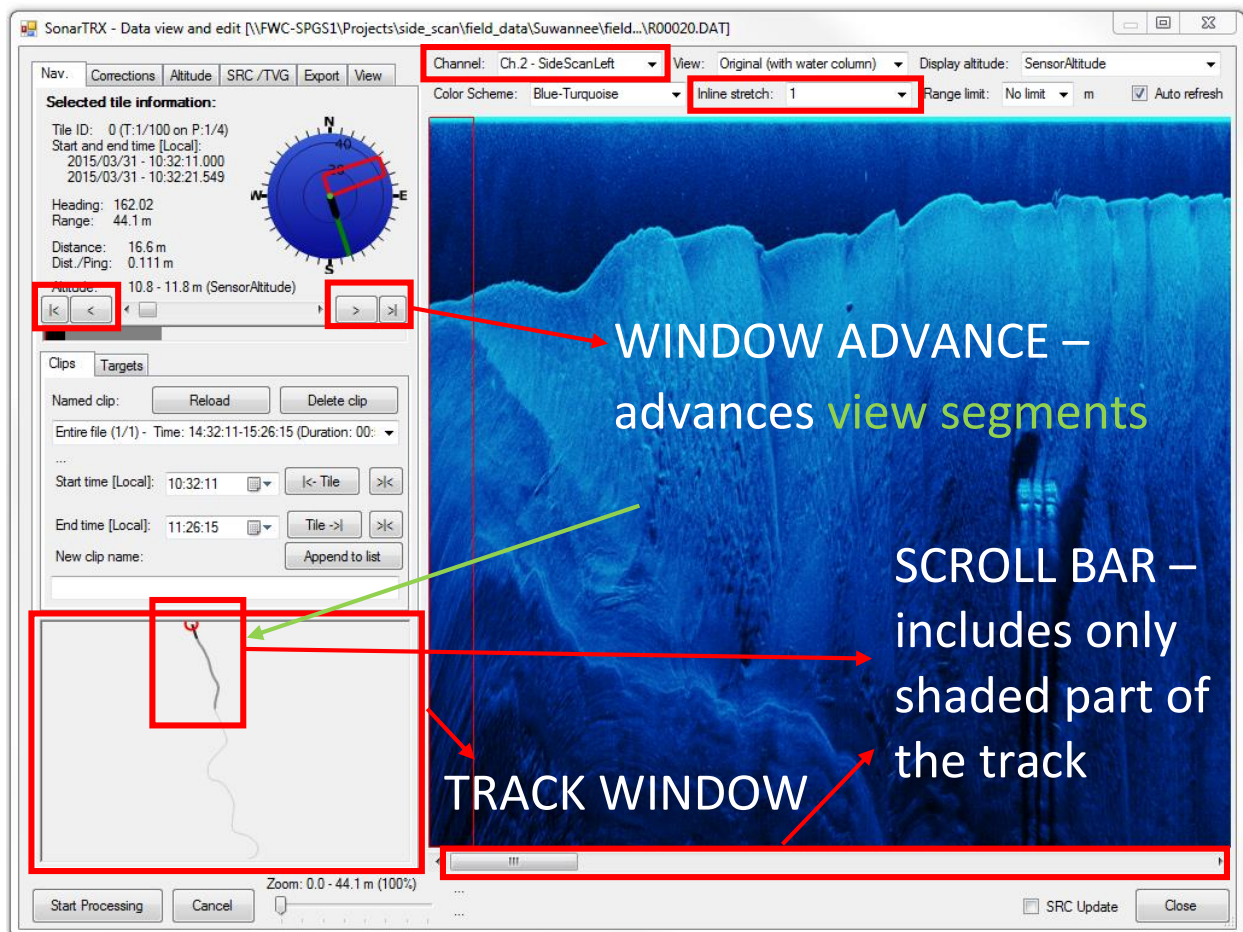 SonarTRX - Data view and edit [\\FWC-SPGS1\Projects\side_scan\field_data\Suwannee\field...\R00020.DAT]
Nav. Corrections Altitude SRC /TVG Export View
Channel: Ch.2 - SideScanLeft View: Original (with water column) Display altitude: SensorAltitude
Color Scheme: Blue-Turquoise Inline stretch: 1 Range limit: No limit m Auto refresh
Selected tile information:
Tile ID: 0 (T:1/100 on P:1/4)
Start and end time [Local]:
2015/03/31 - 10:32:11.000
2015/03/31 - 10:32:21.549
Heading: 162.02
Range: 44.1 m
Distance: 16.6 m
Dist./Ping: 0.111 m
Altitude: 10.8 - 11.8 m (SensorAltitude)
N
40
20
W
E
S
|< < > >|
WINDOW ADVANCE –
advances view segments
Clips Targets
Named clip: Reload Delete clip
Entire file (1/1) - Time: 14:32:11-15:26:15 (Duration: 00:
...
Start time [Local]: 10:32:11 |<- Tile >|<
End time [Local]: 11:26:15 Tile ->| >|<
New clip name: Append to list
SCROLL BAR –
includes only
shaded part of
the track
TRACK WINDOW
Zoom: 0.0 - 44.1 m (100%)
...
...
Start Processing Cancel
SRC Update Close